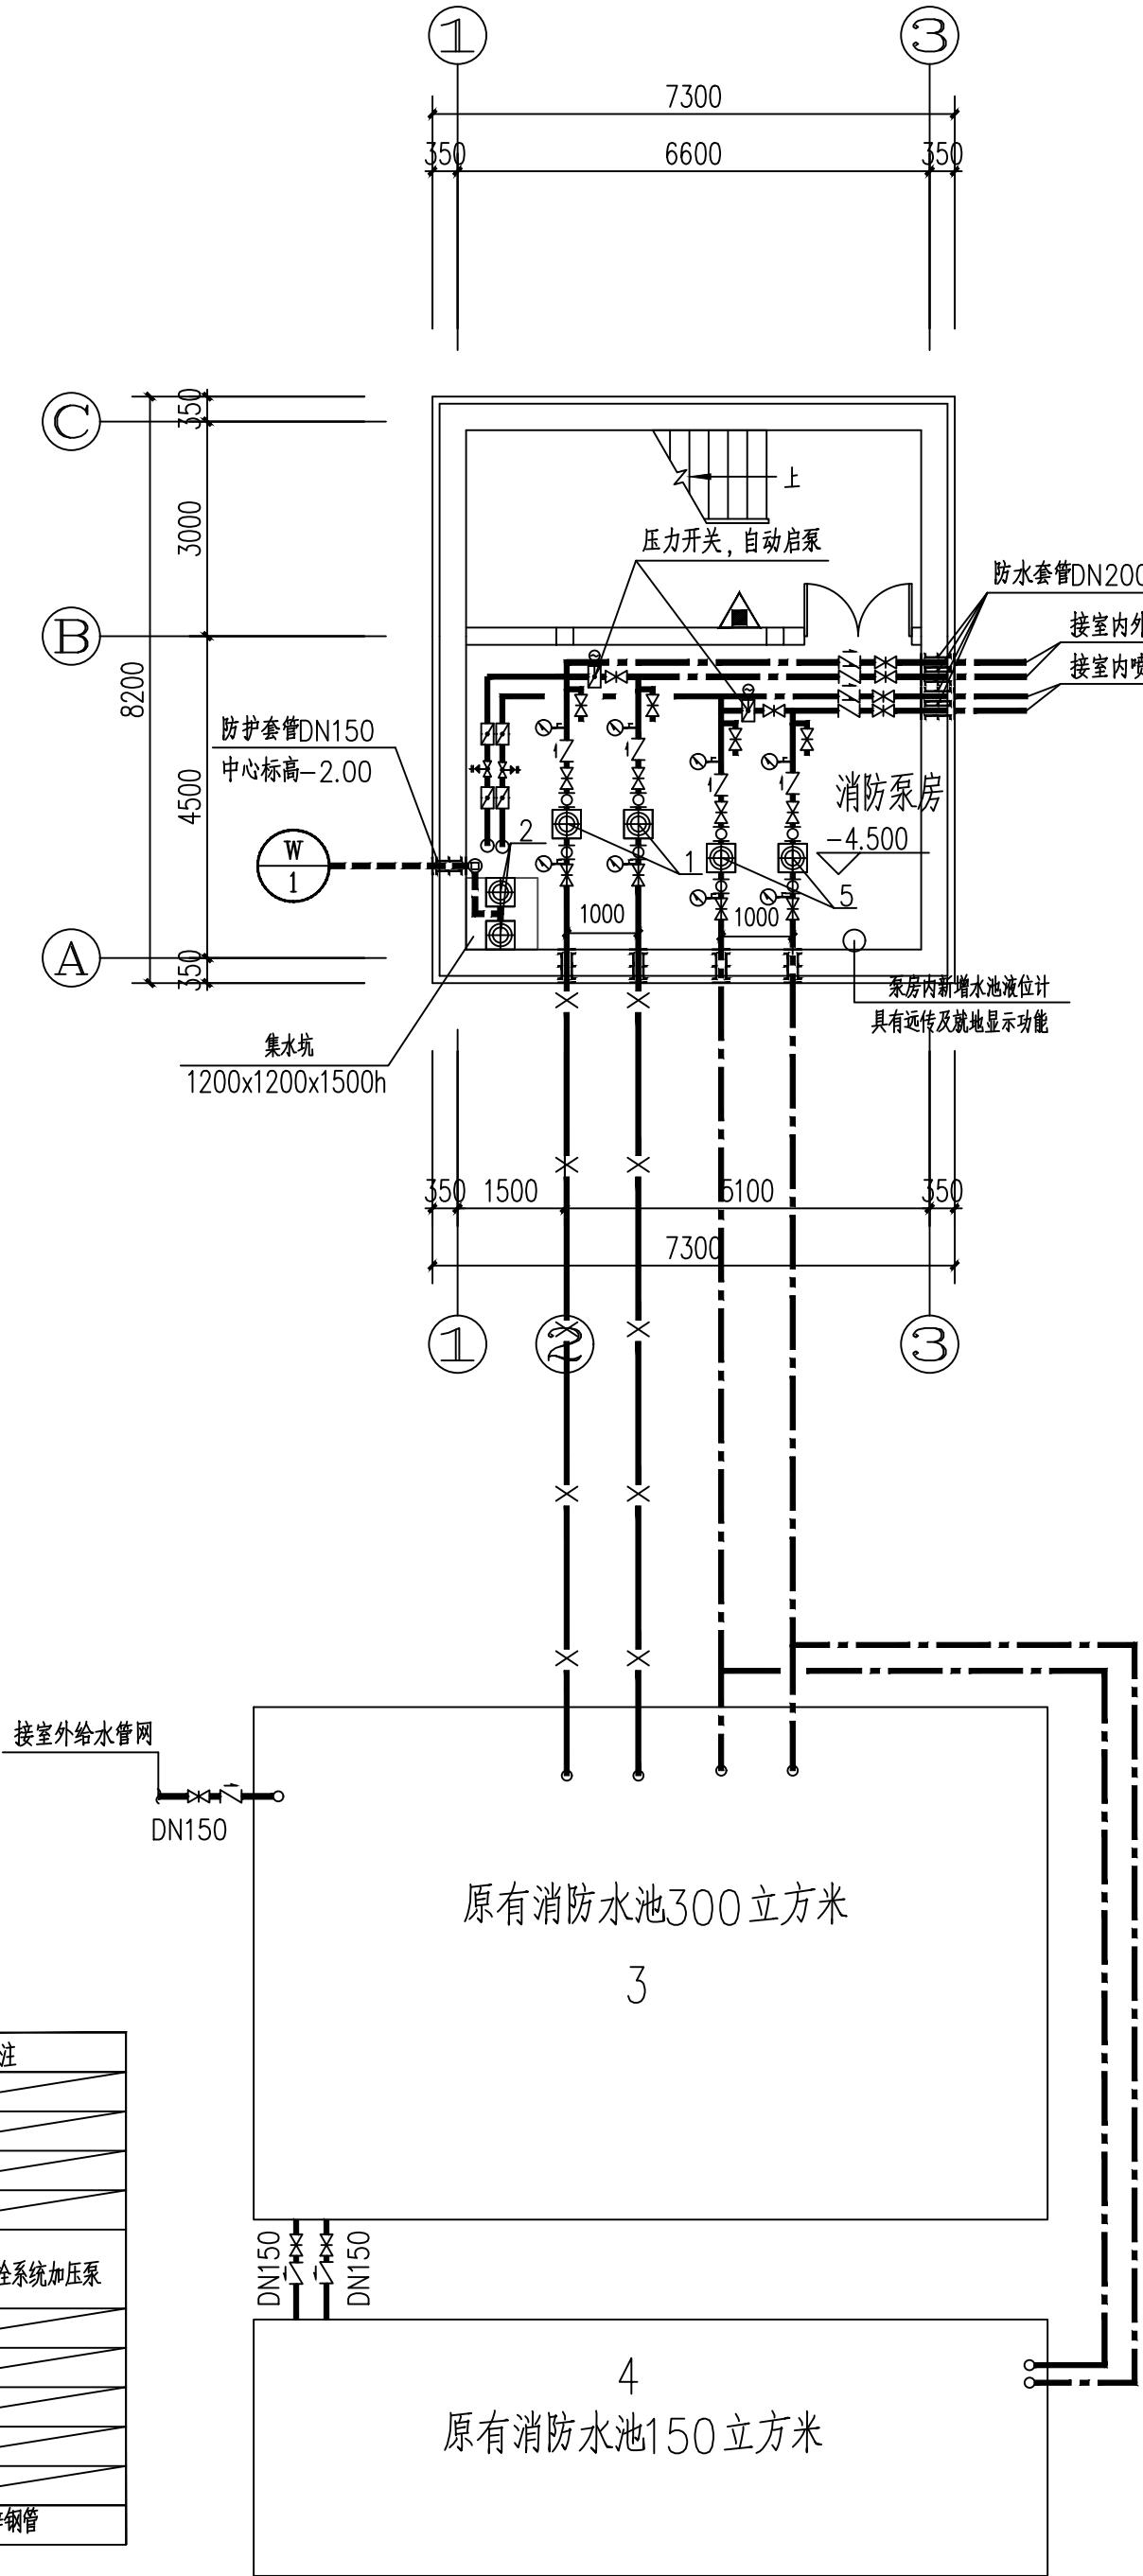 1
3
7300
350
6600
350
C
350
3000
上
压力开关，自动启泵
防水套管DN200
接室内外
接室内喷
B
8200
防护套管DN150
中心标高-2.00
4500
消防泵房
-4.500
W
1
2
1
5
1000
1000
A
350
泵房内新增水池液位计
具有远传及就地显示功能
集水坑
1200x1200x1500h
350
1500
5100
350
7300
1
2
3
接室外给水管网
DN150
原有消防水池300立方米
3
注
栓系统加压泵
钢管
DN150
DN150
4
原有消防水池150立方米